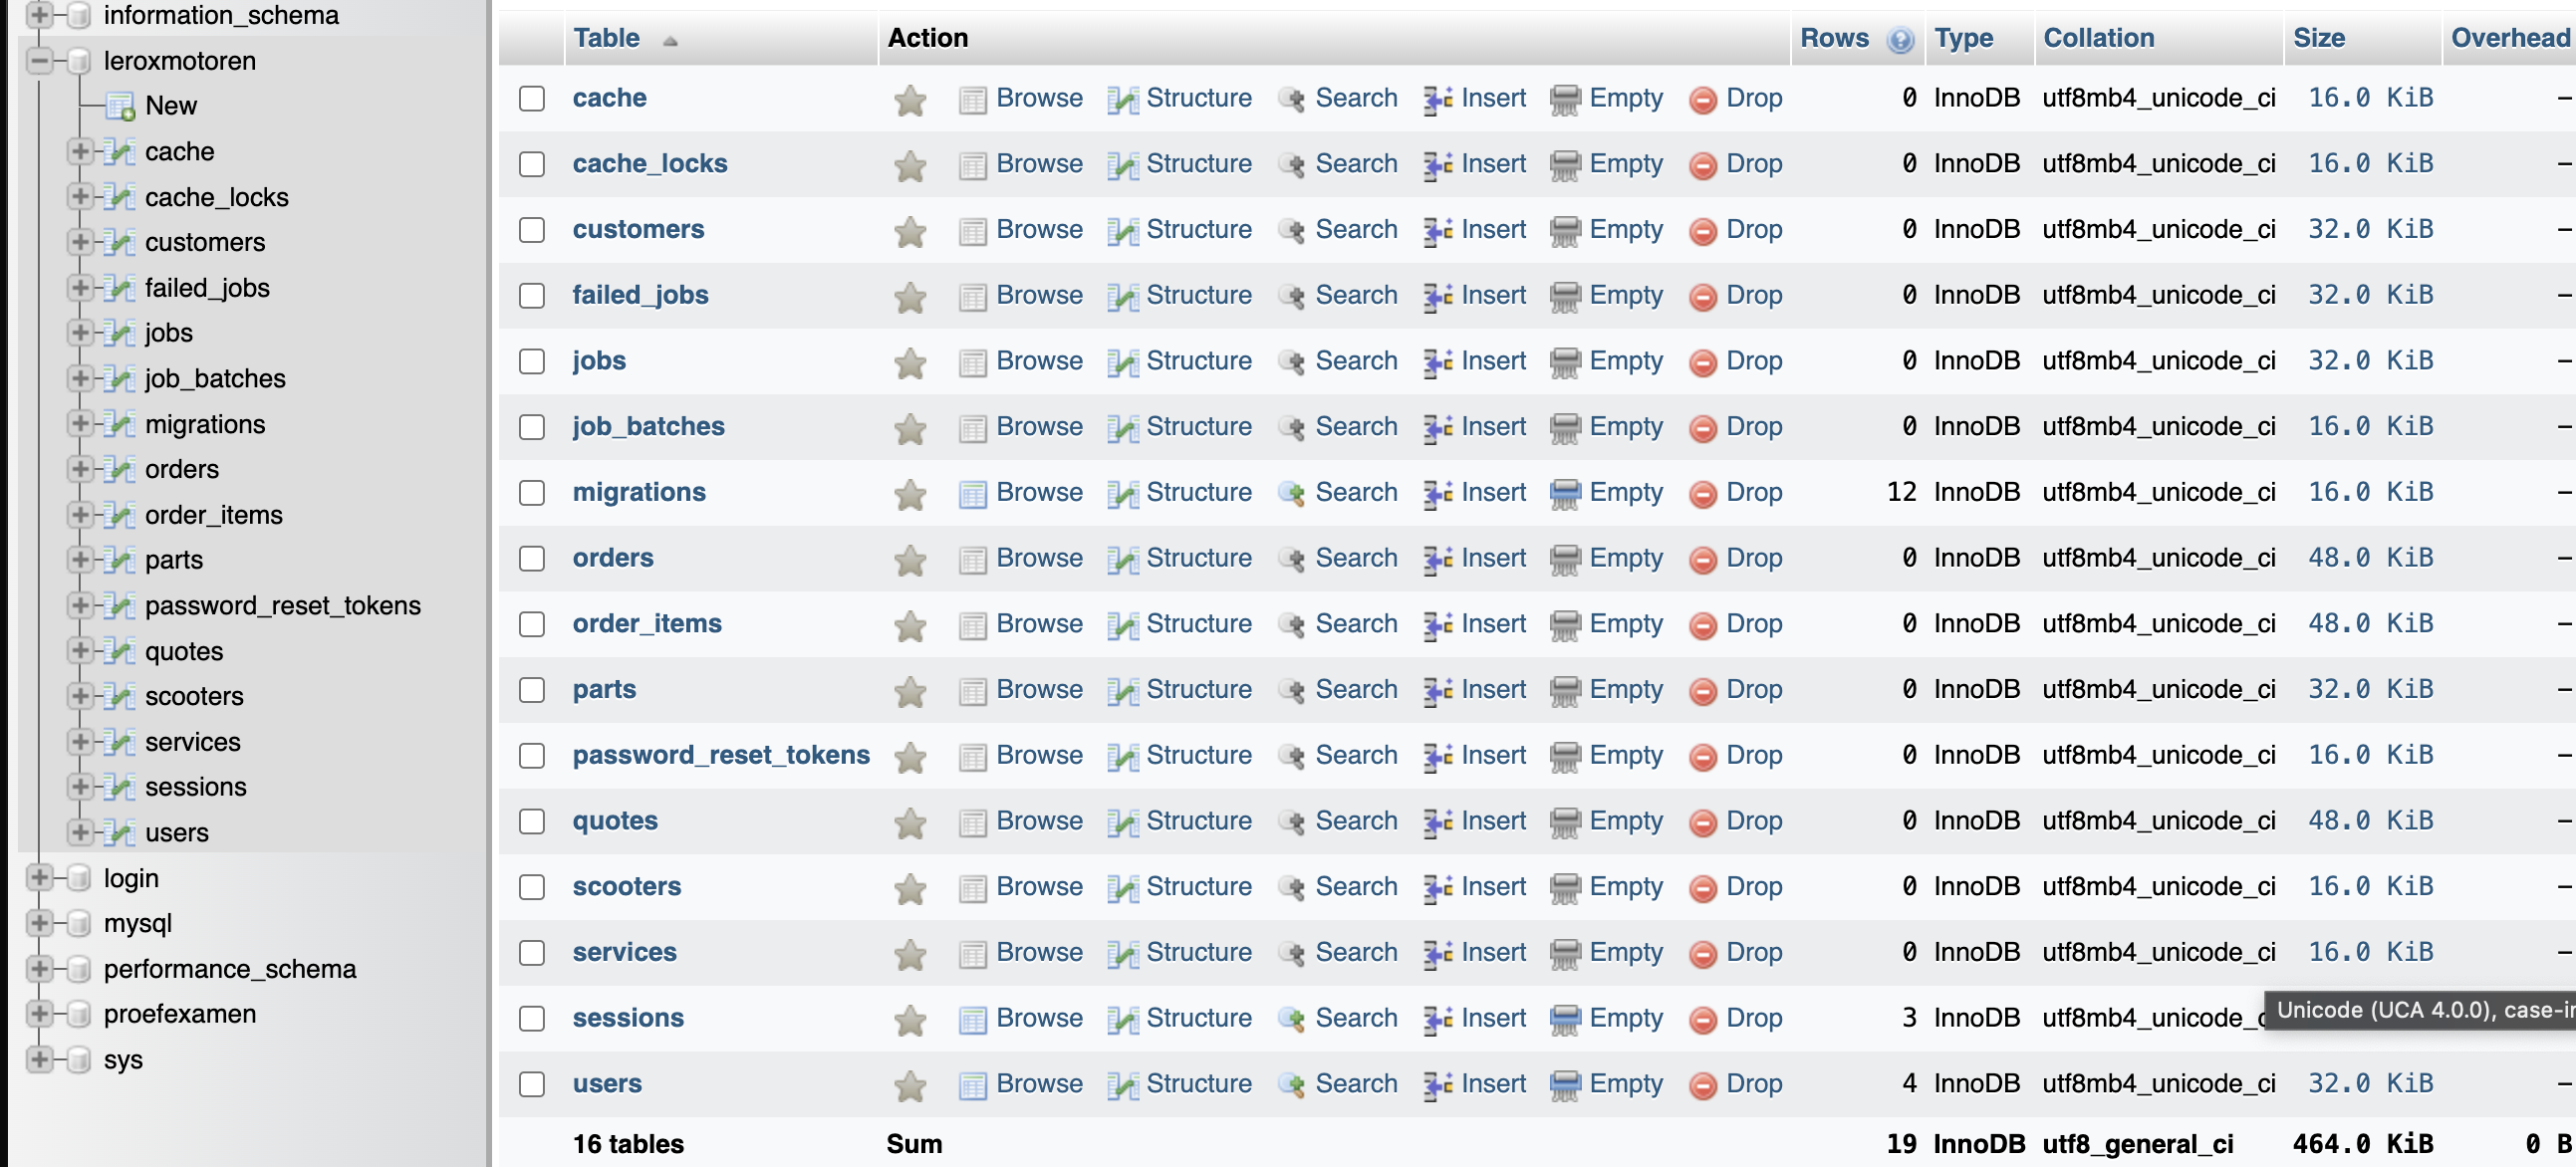 information_schema
leroxmotoren
New
cache
cache_locks
customers
failed_jobs
jobs
job_batches
migrations
orders
order_items
parts
password_reset_tokens
quotes
scooters
services
sessions
users
login
mysql
performance_schema
proefexamen
sys
Table Action Rows Type Collation Size Overhead
cache Browse Structure Search Insert Empty Drop 0 InnoDB utf8mb4_unicode_ci 16.0 KiB –
cache_locks Browse Structure Search Insert Empty Drop 0 InnoDB utf8mb4_unicode_ci 16.0 KiB –
customers Browse Structure Search Insert Empty Drop 0 InnoDB utf8mb4_unicode_ci 32.0 KiB –
failed_jobs Browse Structure Search Insert Empty Drop 0 InnoDB utf8mb4_unicode_ci 32.0 KiB –
jobs Browse Structure Search Insert Empty Drop 0 InnoDB utf8mb4_unicode_ci 32.0 KiB –
job_batches Browse Structure Search Insert Empty Drop 0 InnoDB utf8mb4_unicode_ci 16.0 KiB –
migrations Browse Structure Search Insert Empty Drop 12 InnoDB utf8mb4_unicode_ci 16.0 KiB –
orders Browse Structure Search Insert Empty Drop 0 InnoDB utf8mb4_unicode_ci 48.0 KiB –
order_items Browse Structure Search Insert Empty Drop 0 InnoDB utf8mb4_unicode_ci 48.0 KiB –
parts Browse Structure Search Insert Empty Drop 0 InnoDB utf8mb4_unicode_ci 32.0 KiB –
password_reset_tokens Browse Structure Search Insert Empty Drop 0 InnoDB utf8mb4_unicode_ci 16.0 KiB –
quotes Browse Structure Search Insert Empty Drop 0 InnoDB utf8mb4_unicode_ci 48.0 KiB –
scooters Browse Structure Search Insert Empty Drop 0 InnoDB utf8mb4_unicode_ci 16.0 KiB –
services Browse Structure Search Insert Empty Drop 0 InnoDB utf8mb4_unicode_ci 16.0 KiB –
sessions Browse Structure Search Insert Empty Drop 3 InnoDB utf8mb4_unicode_c Unicode (UCA 4.0.0), case-in
users Browse Structure Search Insert Empty Drop 4 InnoDB utf8mb4_unicode_ci 32.0 KiB –
16 tables Sum 19 InnoDB utf8_general_ci 464.0 KiB 0 B